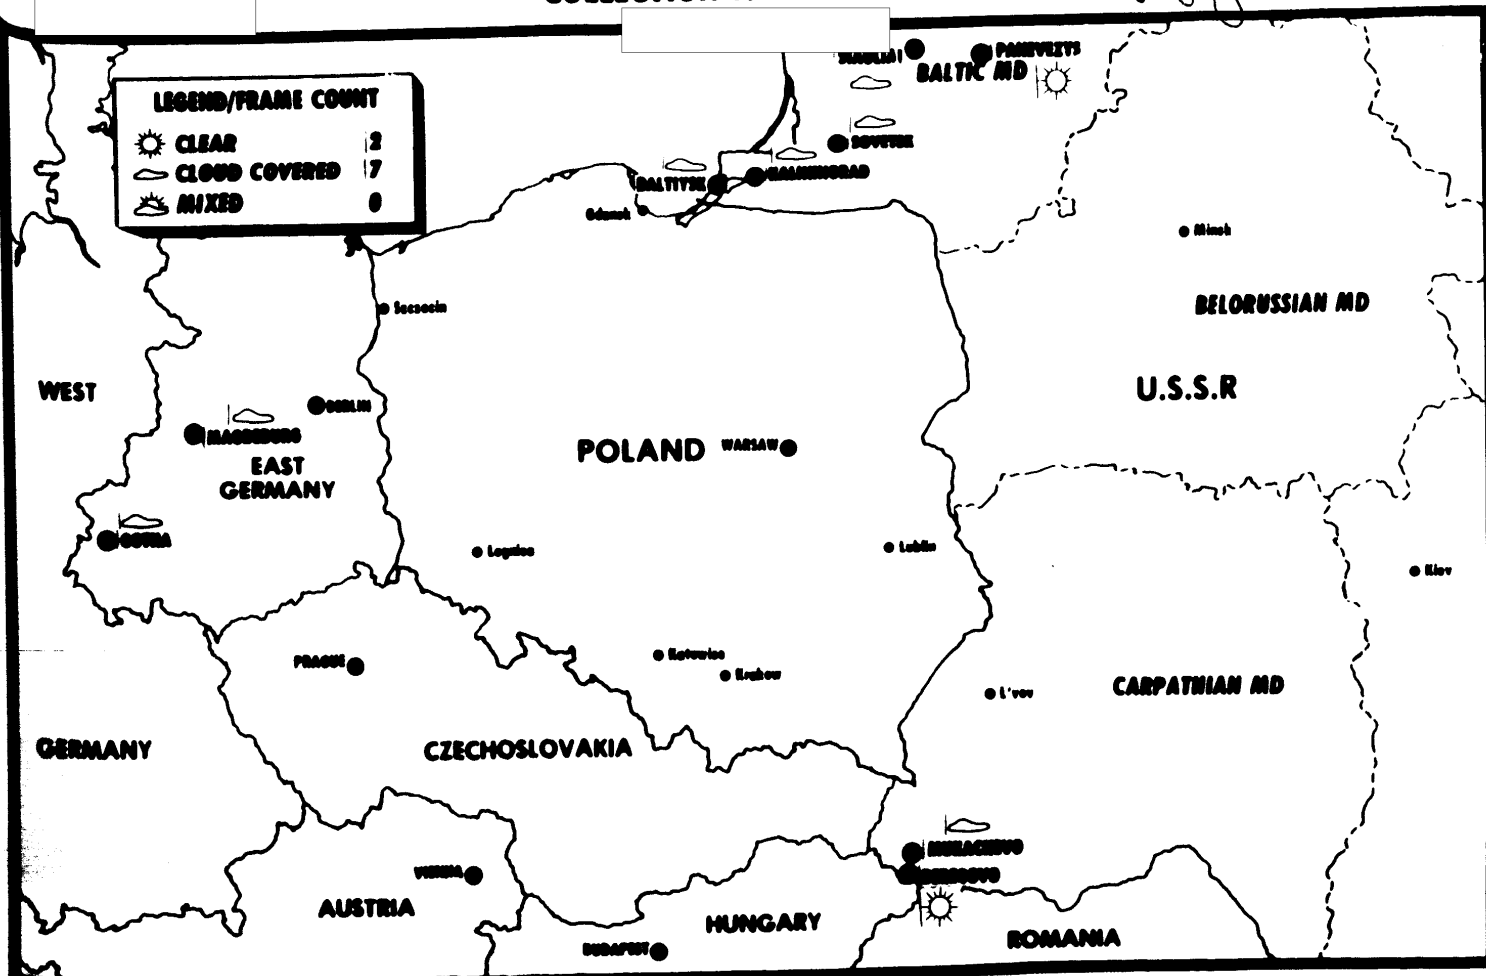 PANEVEZYS
BALTIC MD
LEGEND/FRAME COUNT
CLEAR 2
CLOUD COVERED 7
MIXED 0
SOVETSK
BALTIYSK
KALININGRAD
Gdansk
Minsk
BELORUSSIAN MD
Szczecin
WEST
U.S.S.R
BERLIN
MAGDEBURG
EAST
GERMANY
POLAND
WARSAW
GOTHA
Legnica
Lublin
Kiev
PRAGUE
Katowice
Krakow
L'vov
CARPATHIAN MD
GERMANY
CZECHOSLOVAKIA
MUKACHEVO
BEREGOVO
VIENNA
AUSTRIA
HUNGARY
BUDAPEST
ROMANIA